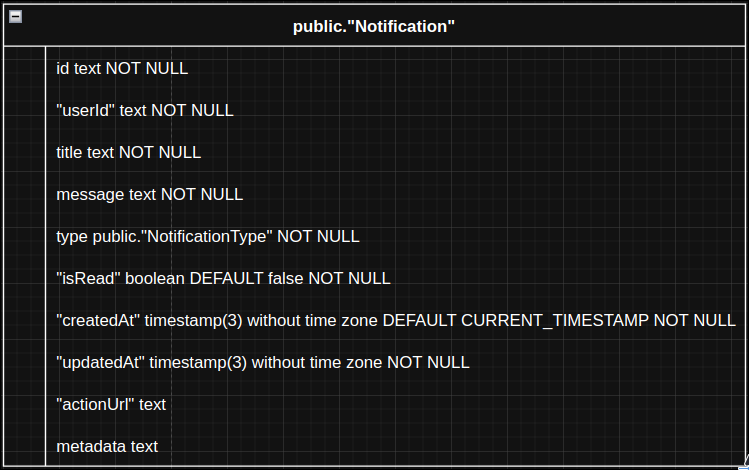 public."Notification"
id text NOT NULL
"userId" text NOT NULL
title text NOT NULL
message text NOT NULL
type public."NotificationType" NOT NULL
"isRead" boolean DEFAULT false NOT NULL
"createdAt" timestamp(3) without time zone DEFAULT CURRENT_TIMESTAMP NOT NULL
"updatedAt" timestamp(3) without time zone NOT NULL
"actionUrl" text
metadata text